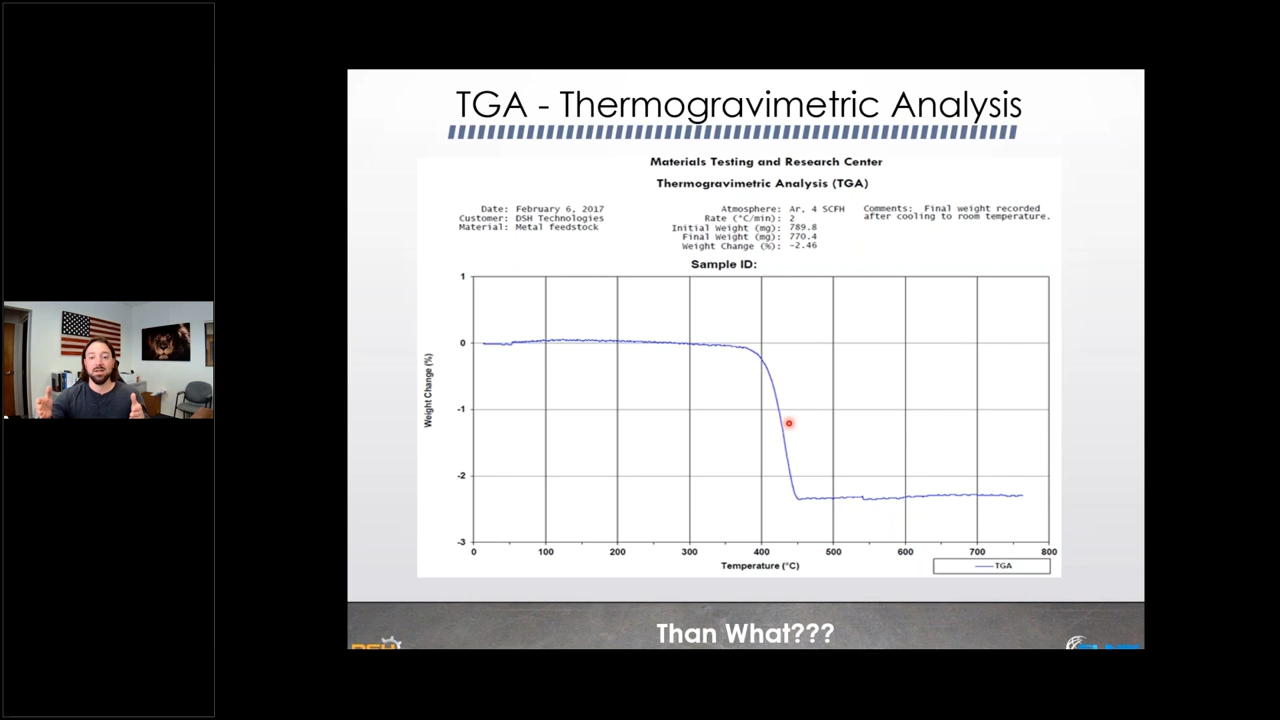 TGA - Thermogravimetric Analysis
Materials Testing and Research Center
Thermogravimetric Analysis (TGA)
Date: February 6, 2017
Customer: DSH Technologies
Material: Metal feedstock
Atmosphere: Ar, 4 SCFH
Rate (°C/min): 2
Initial Weight (mg): 789.8
Final Weight (mg): 770.4
Weight Change (%): -2.46
Comments: Final weight recorded
after cooling to room temperature.
Sample ID:
Weight Change (%)
1
0
-1
-2
-3
0 100 200 300 400 500 600 700 800
Temperature (°C)
TGA
Than What???
DSH